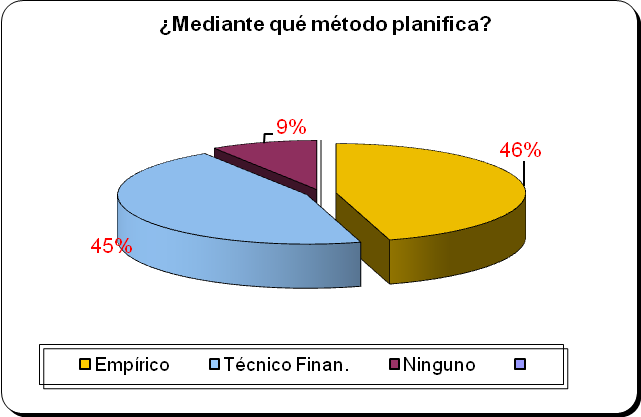 ¿Mediante qué método planifica?
9%
46%
45%
Empírico Técnico Finan. Ninguno